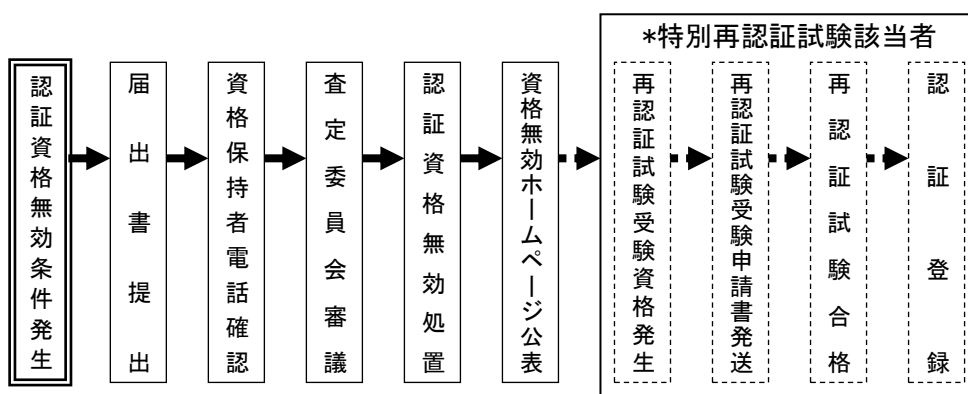 *特別再認証試験該当者
認証資格無効条件発生
届出書提出
資格保持者電話確認
査定委員会審議
認証資格無効処置
資格無効ホームページ公表
再認証試験受験資格発生
再認証試験受験申請書発送
再認証試験合格
認証登録